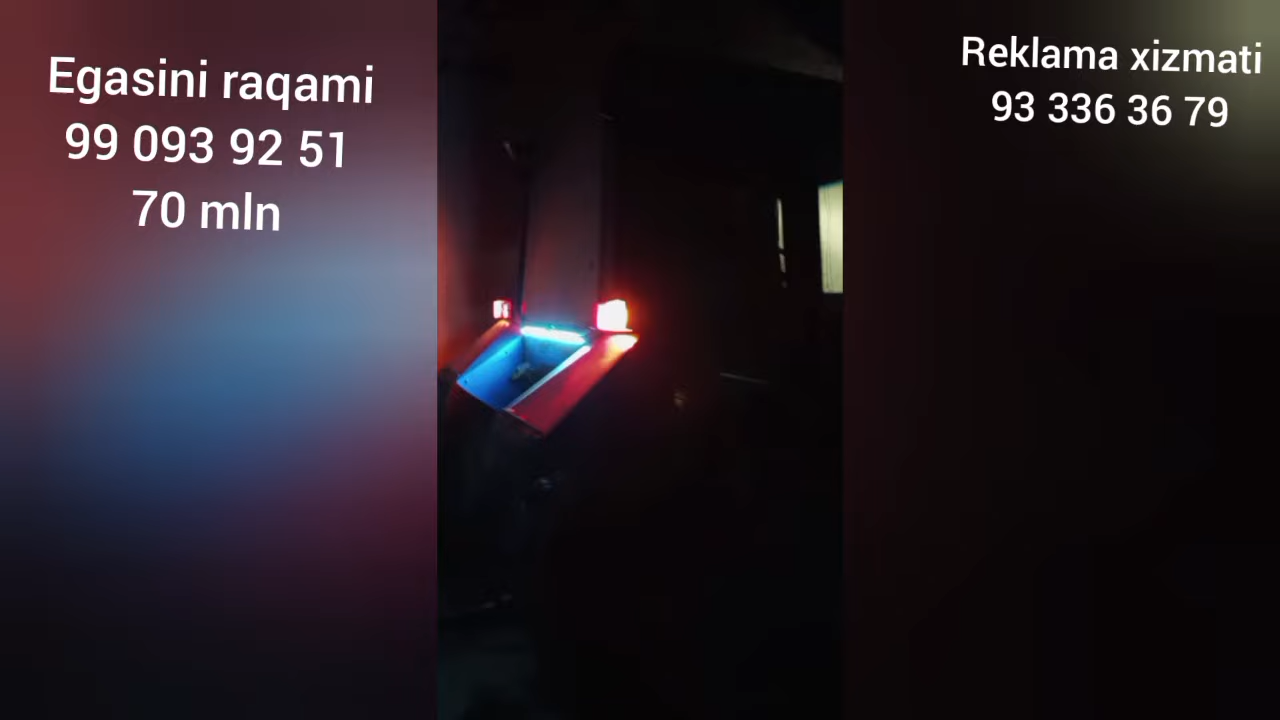 Egasini raqami
99 093 92 51
70 mln
Reklama xizmati
93 336 36 79